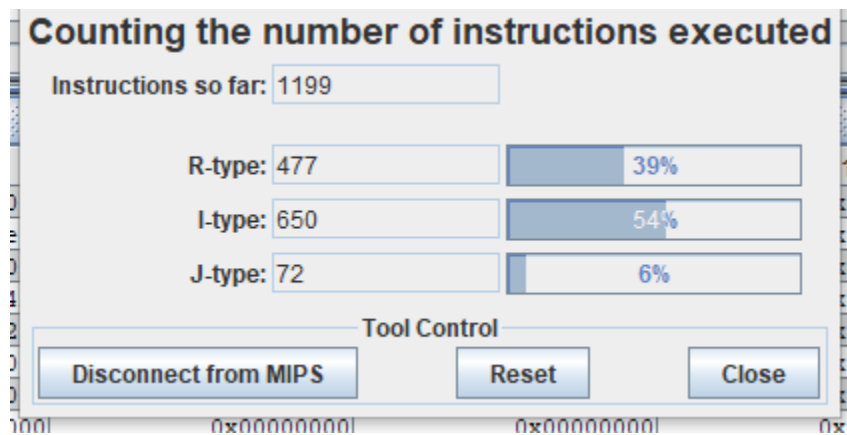 Counting the number of instructions executed
Instructions so far: 1199
R-type: 477 39%
I-type: 650 54%
J-type: 72 6%
Tool Control
Disconnect from MIPS Reset Close
0x00000000 0x00000000 0x